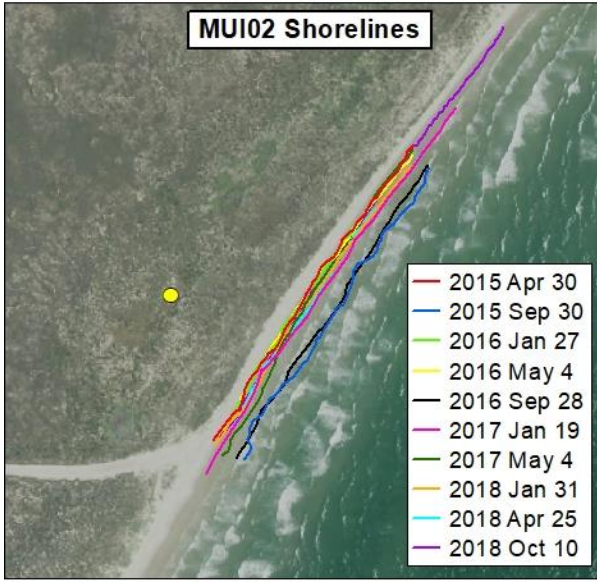 MUI02 Shorelines
2015 Apr 30
2015 Sep 30
2016 Jan 27
2016 May 4
2016 Sep 28
2017 Jan 19
2017 May 4
2018 Jan 31
2018 Apr 25
2018 Oct 10